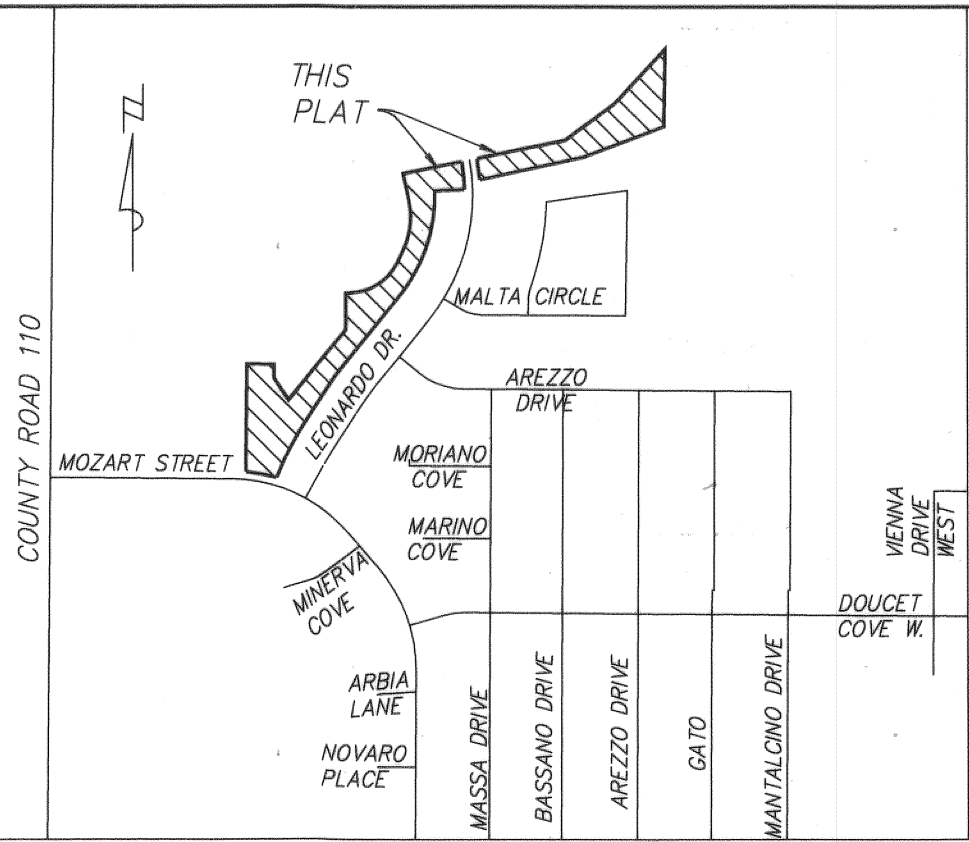 THIS
PLAT
N
COUNTY ROAD 110
MALTA CIRCLE
LEONARDO DR.
AREZZO
DRIVE
MOZART STREET
MORIANO
COVE
MARINO
COVE
VIENNA
DRIVE
WEST
MINERVA
COVE
DOUCET
COVE W.
ARBIA
LANE
NOVARO
PLACE
MASSA DRIVE
BASSANO DRIVE
AREZZO DRIVE
GATO
MANTALCINO DRIVE